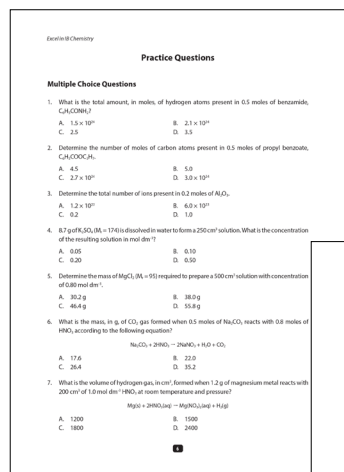 Excel in IB Chemistry
Practice Questions
Multiple Choice Questions
1. What is the total amount, in moles, of hydrogen atoms present in 0.5 moles of benzamide,
C₆H₅CONH₂?
A. 1.5 × 10²⁴ B. 2.1 × 10²⁴
C. 2.5 D. 3.5
2. Determine the number of moles of carbon atoms present in 0.5 moles of propyl benzoate,
C₆H₅COOC₃H₇.
A. 4.5 B. 5.0
C. 2.7 × 10²⁴ D. 3.0 × 10²⁴
3. Determine the total number of ions present in 0.2 moles of Al₂O₃.
A. 1.2 × 10²³ B. 6.0 × 10²³
C. 0.2 D. 1.0
4. 8.7 g of K₂SO₄ (Mᵣ = 174) is dissolved in water to form a 250 cm³ solution. What is the concentration
of the resulting solution in mol dm⁻³?
A. 0.05 B. 0.10
C. 0.20 D. 0.50
5. Determine the mass of MgCl₂ (Mᵣ = 95) required to prepare a 500 cm³ solution with concentration
of 0.80 mol dm⁻³.
A. 30.2 g B. 38.0 g
C. 46.4 g D. 55.8 g
6. What is the mass, in g, of CO₂ gas formed when 0.5 moles of Na₂CO₃ reacts with 0.8 moles of
HNO₃ according to the following equation?
Na₂CO₃ + 2HNO₃ → 2NaNO₃ + H₂O + CO₂
A. 17.6 B. 22.0
C. 26.4 D. 35.2
7. What is the volume of hydrogen gas, in cm³, formed when 1.2 g of magnesium metal reacts with
200 cm³ of 1.0 mol dm⁻³ HNO₃ at room temperature and pressure?
Mg(s) + 2HNO₃(aq) → Mg(NO₃)₂(aq) + H₂(g)
A. 1200 B. 1500
C. 1800 D. 2400
6